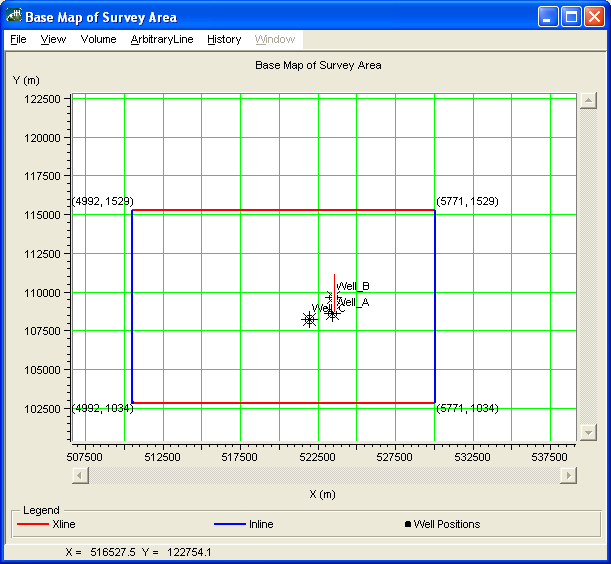 Base Map of Survey Area
File View Volume ArbitraryLine History Window
Base Map of Survey Area
Y (m)
122500
120000
117500
(4992, 1529) (5771, 1529)
115000
112500
Well_B
110000
Well_A
Well_C
107500
105000
(4992, 1034) (5771, 1034)
102500
507500 512500 517500 522500 527500 532500 537500
X (m)
Legend
Xline Inline Well Positions
X = 516527.5 Y = 122754.1